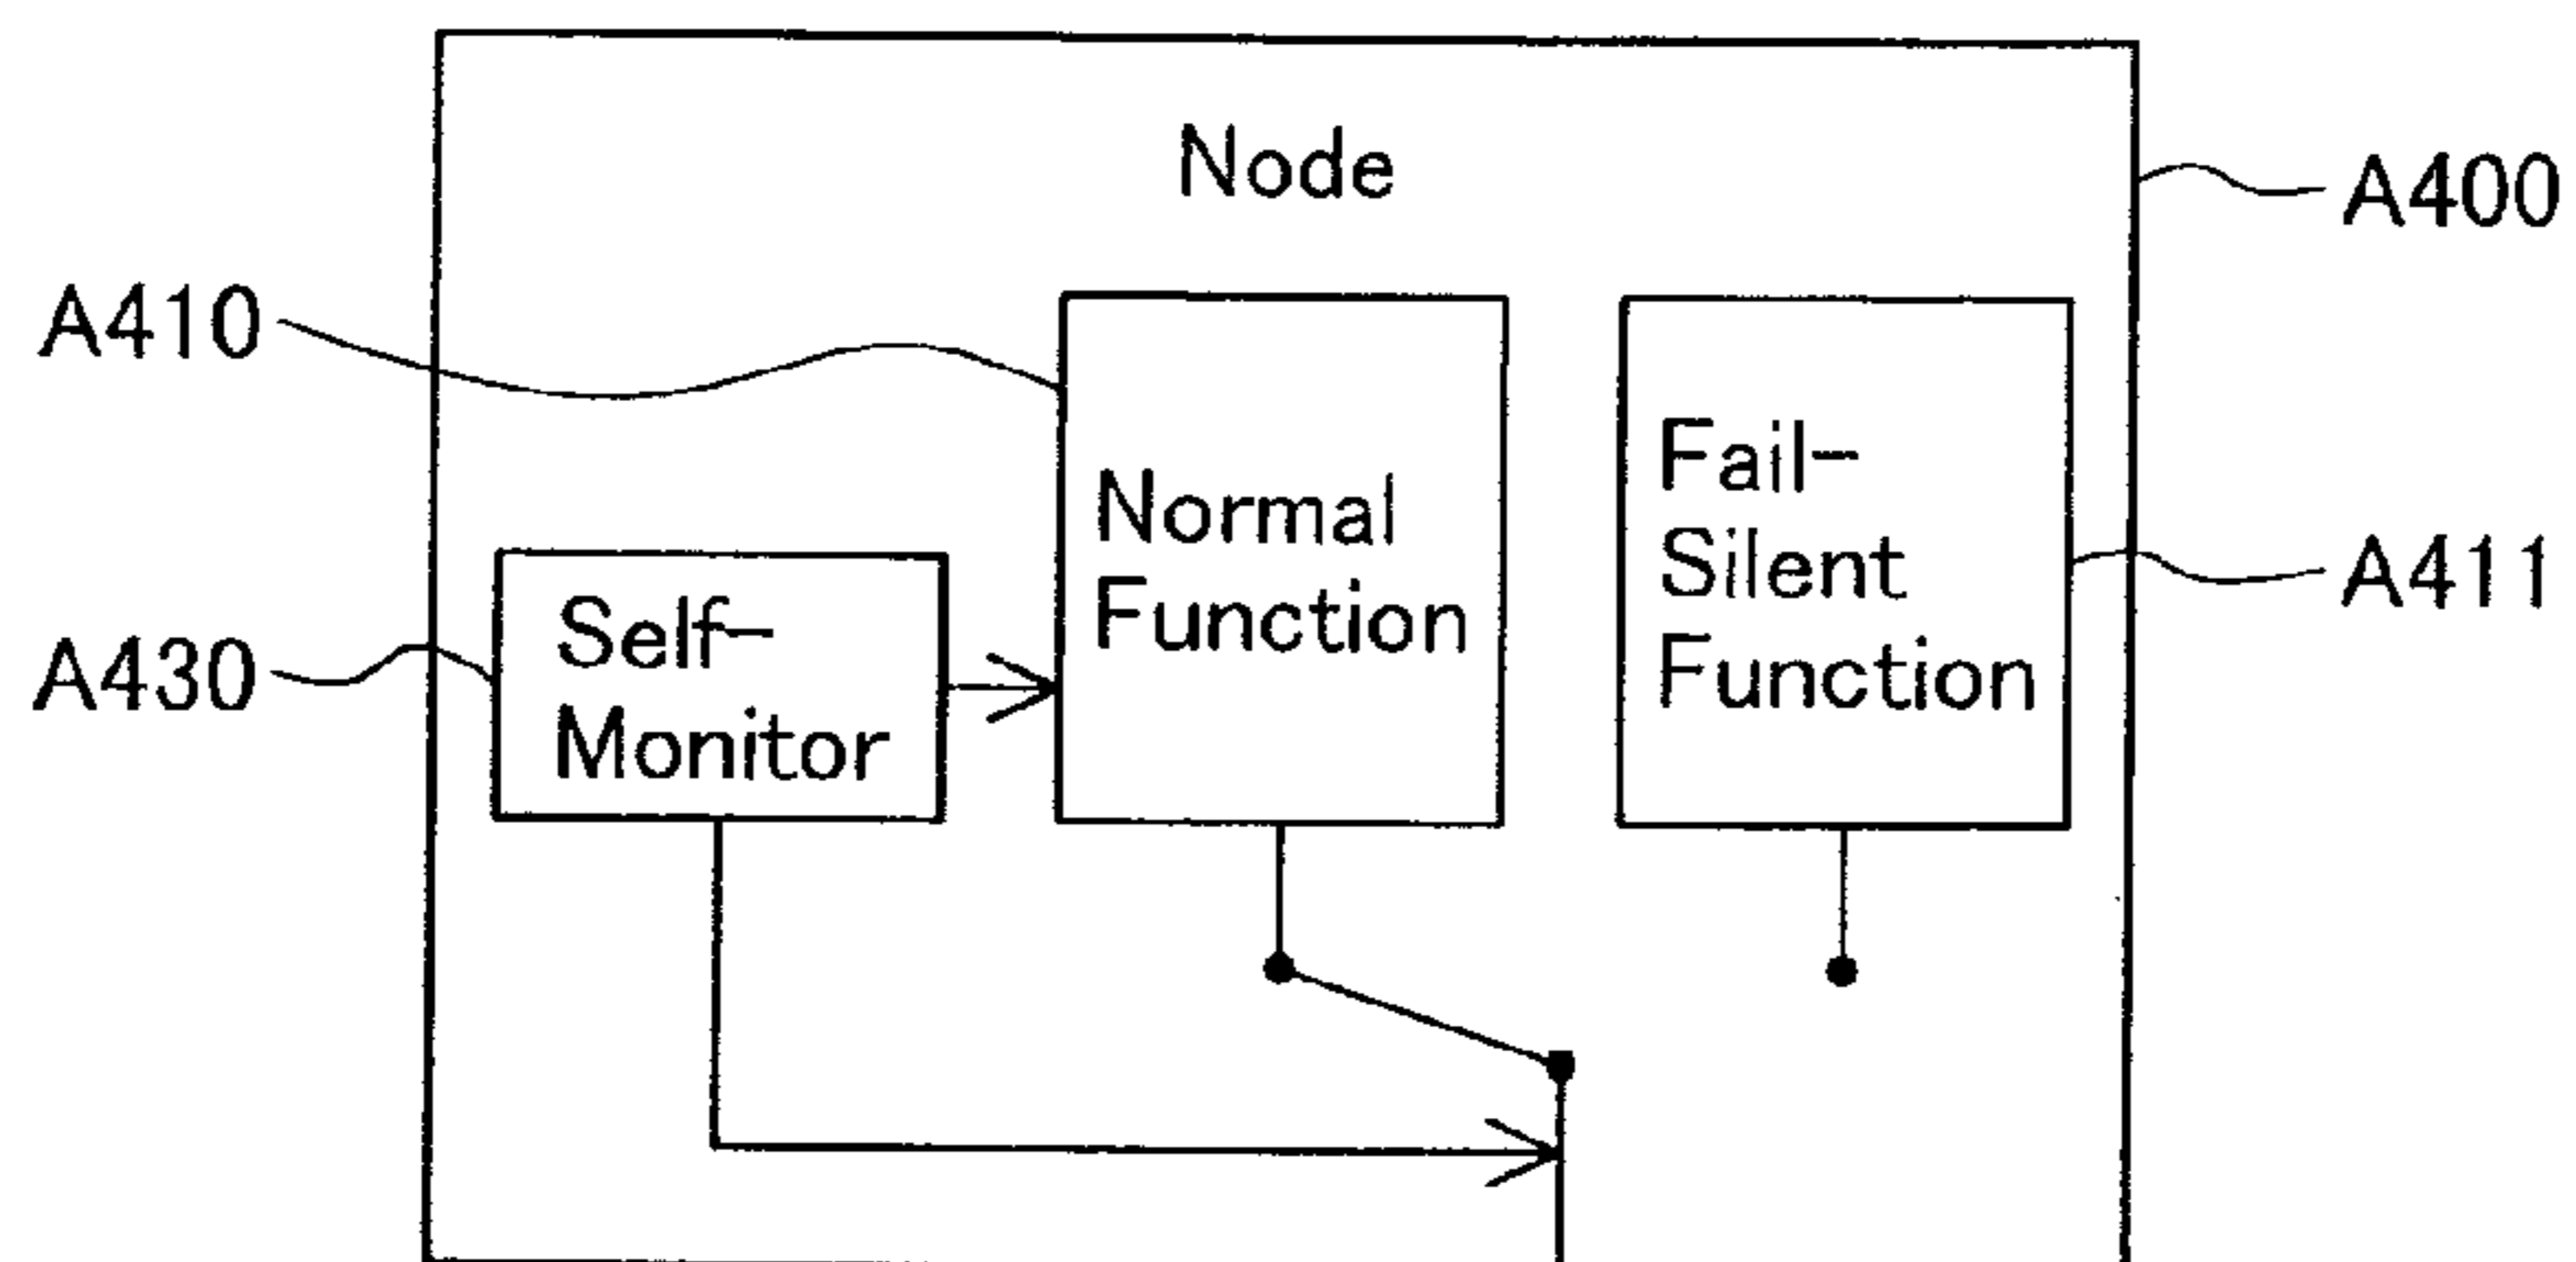 Node
A400
A410
Normal
Function
Fail-
Silent
Function
A411
Self-
Monitor
A430